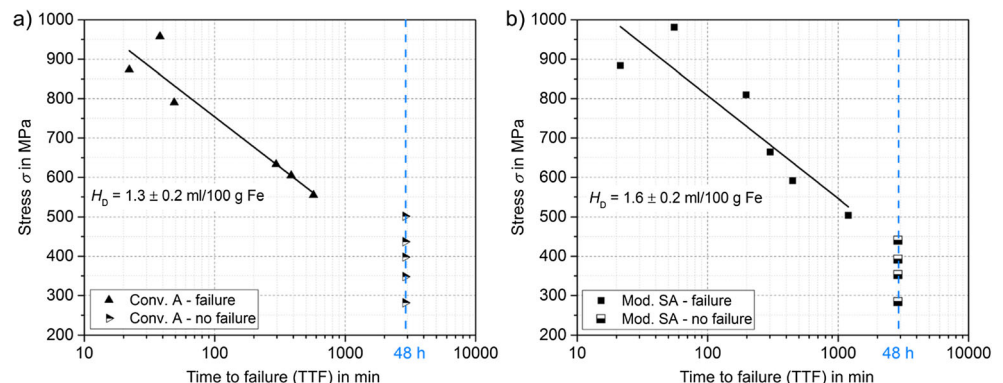 a)
1000
900
800
700
600
500
400
300
200
Stress σ in MPa
H_D = 1.3 ± 0.2 ml/100 g Fe
Conv. A - failure
Conv. A - no failure
10 100 1000 10000
48 h
Time to failure (TTF) in min
b)
1000
900
800
700
600
500
400
300
200
Stress σ in MPa
H_D = 1.6 ± 0.2 ml/100 g Fe
Mod. SA - failure
Mod. SA - no failure
10 100 1000 10000
48 h
Time to failure (TTF) in min